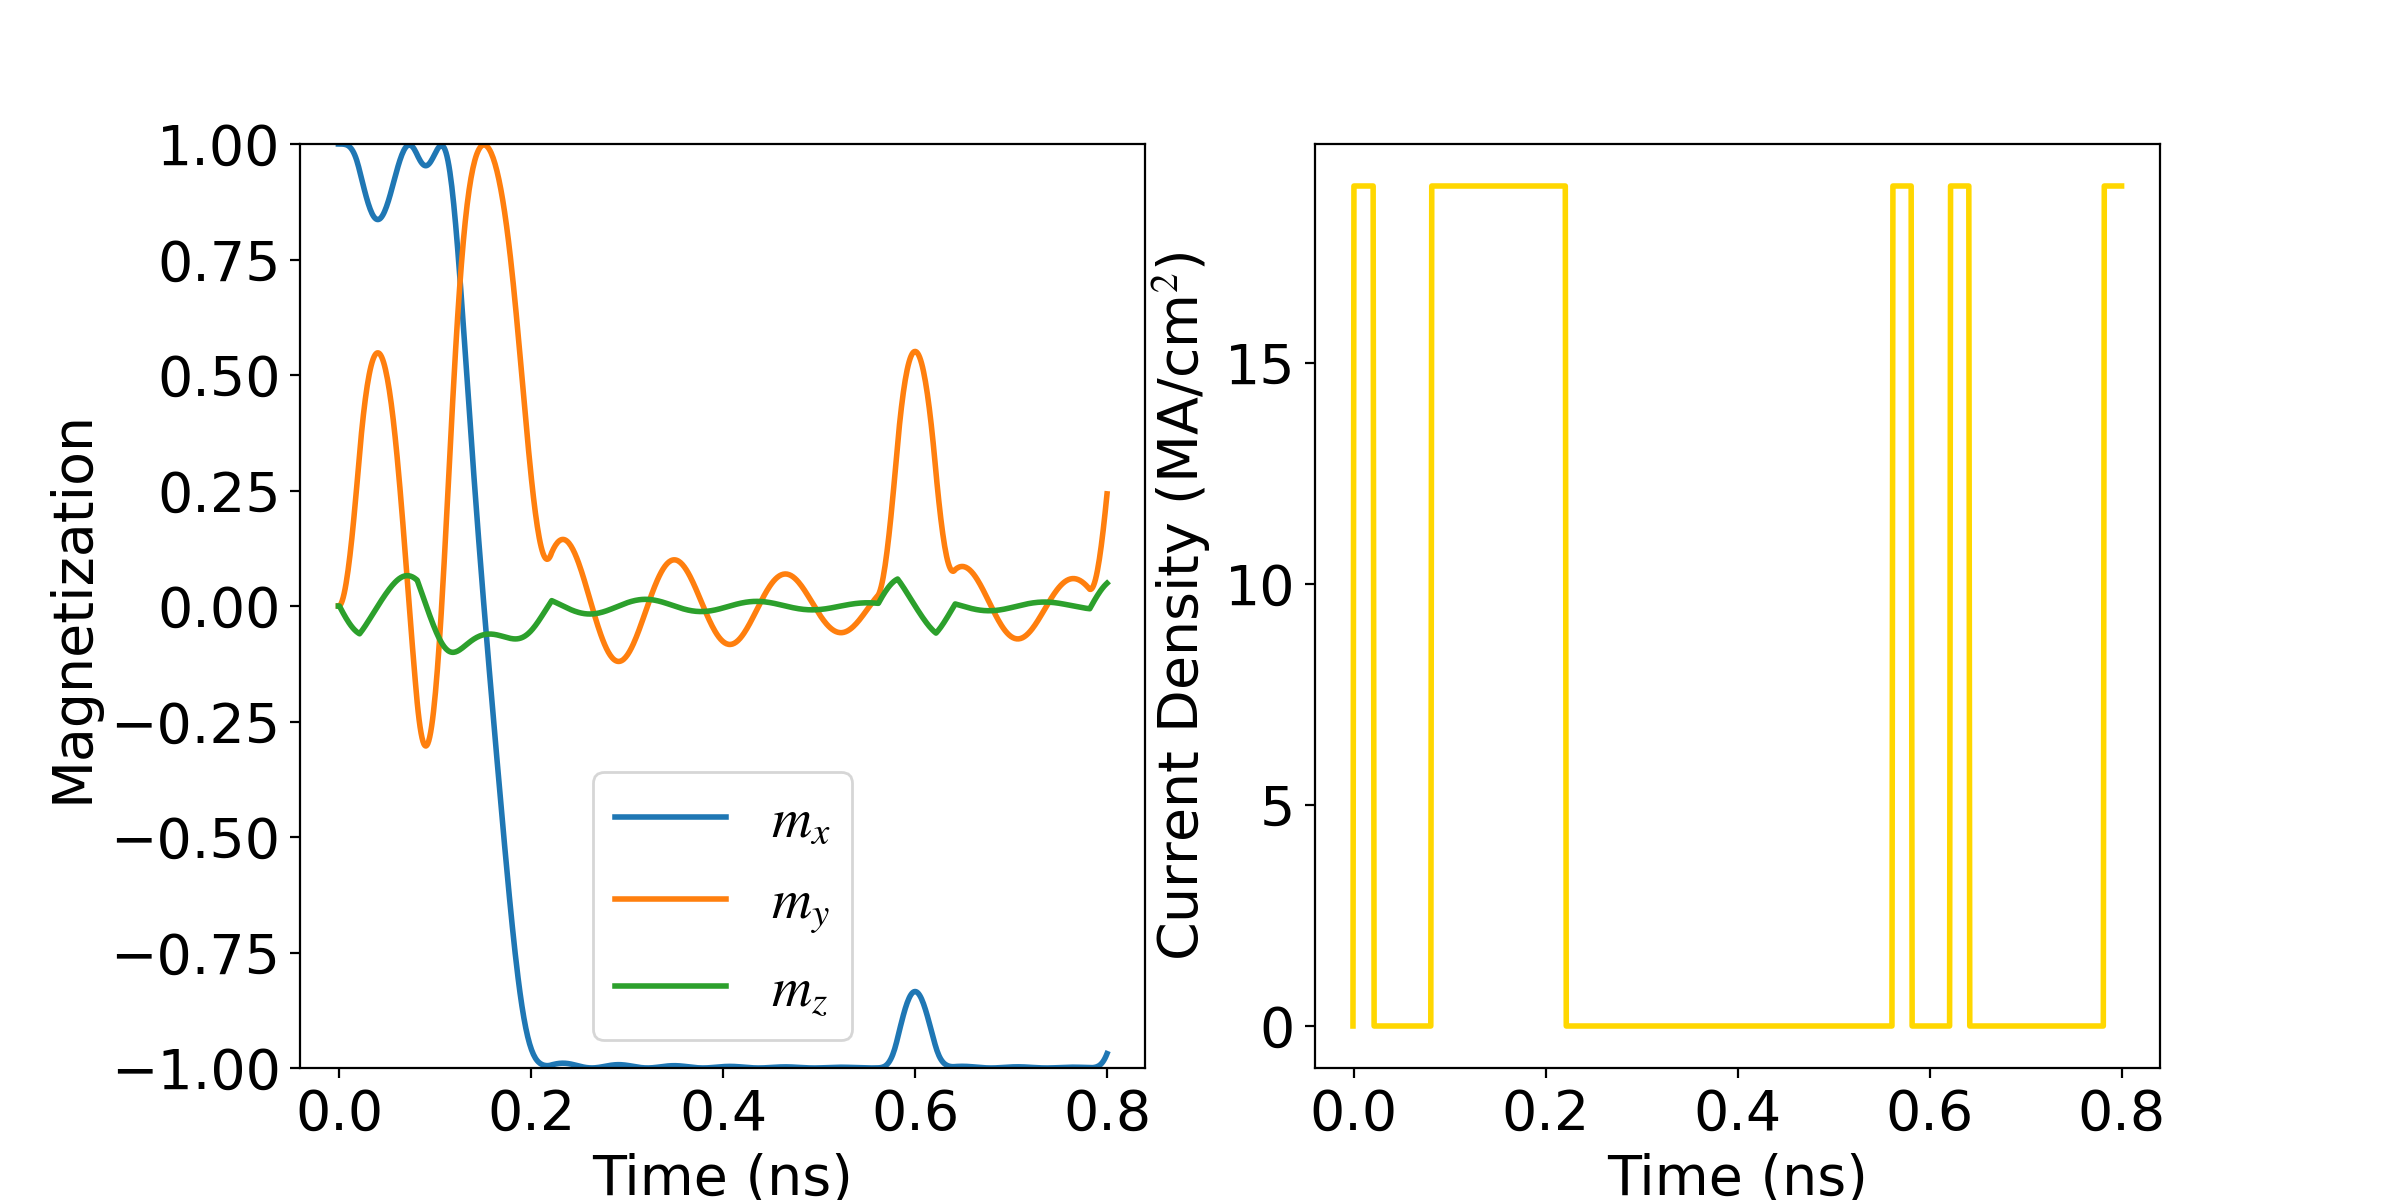 1.00
0.75
0.50
0.25
0.00
−0.25
−0.50
−0.75
−1.00
Magnetization
0.0 0.2 0.4 0.6 0.8
Time (ns)
m_x
m_y
m_z
Current Density (MA/cm²)
15
10
5
0
0.0 0.2 0.4 0.6 0.8
Time (ns)